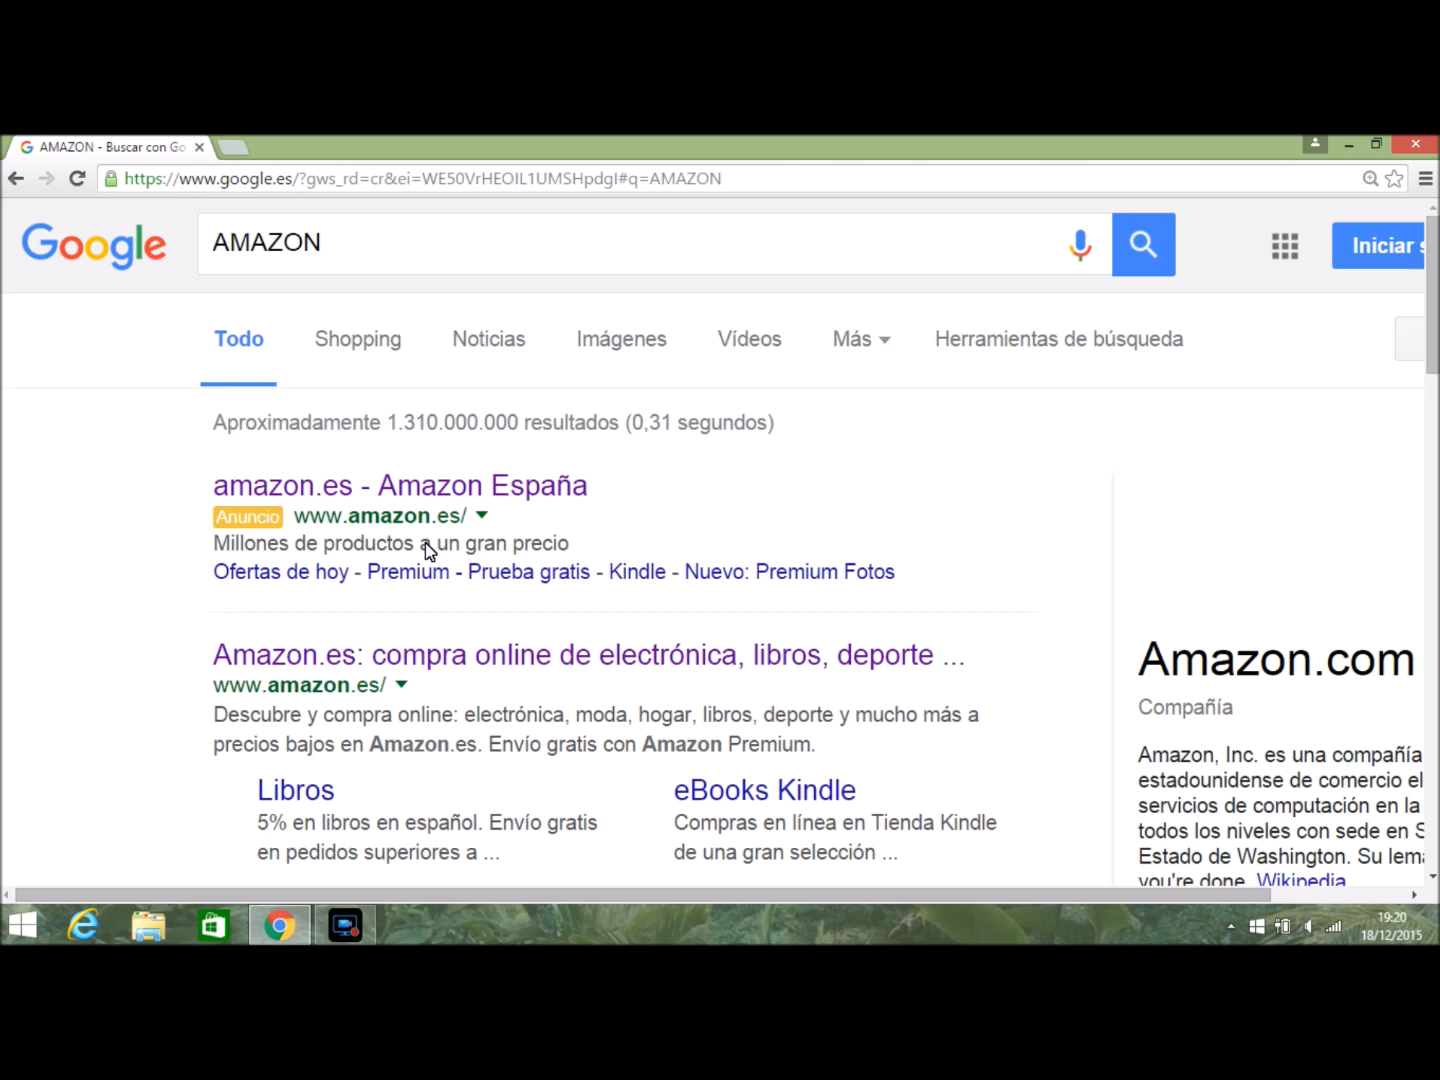 AMAZON - Buscar con Go
https://www.google.es/?gws_rd=cr&ei=WE50VrHEOIL1UMSHpdgI#q=AMAZON
Google
AMAZON
Iniciar s
Todo
Shopping
Noticias
Imágenes
Vídeos
Más
Herramientas de búsqueda
Aproximadamente 1.310.000.000 resultados (0,31 segundos)
amazon.es - Amazon España
Anuncio www.amazon.es/
Millones de productos a un gran precio
Ofertas de hoy - Premium - Prueba gratis - Kindle - Nuevo: Premium Fotos
Amazon.es: compra online de electrónica, libros, deporte ...
www.amazon.es/
Descubre y compra online: electrónica, moda, hogar, libros, deporte y mucho más a
precios bajos en Amazon.es. Envío gratis con Amazon Premium.
Libros
5% en libros en español. Envío gratis
en pedidos superiores a ...
eBooks Kindle
Compras en línea en Tienda Kindle
de una gran selección ...
Amazon.com
Compañía
Amazon, Inc. es una compañía
estadounidense de comercio el
servicios de computación en la
todos los niveles con sede en S
Estado de Washington. Su lema
you're done. Wikipedia
19:20
18/12/2015